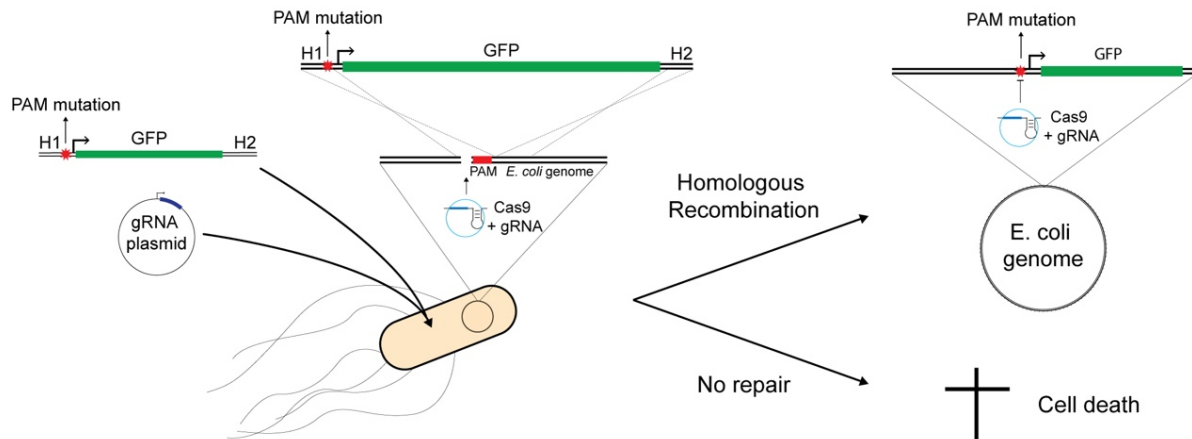 PAM mutation
H1
GFP
H2
PAM mutation
H1
GFP
H2
gRNA
plasmid
PAM
E. coli genome
Cas9
+ gRNA
Homologous
Recombination
No repair
PAM mutation
GFP
Cas9
+ gRNA
E. coli
genome
Cell death